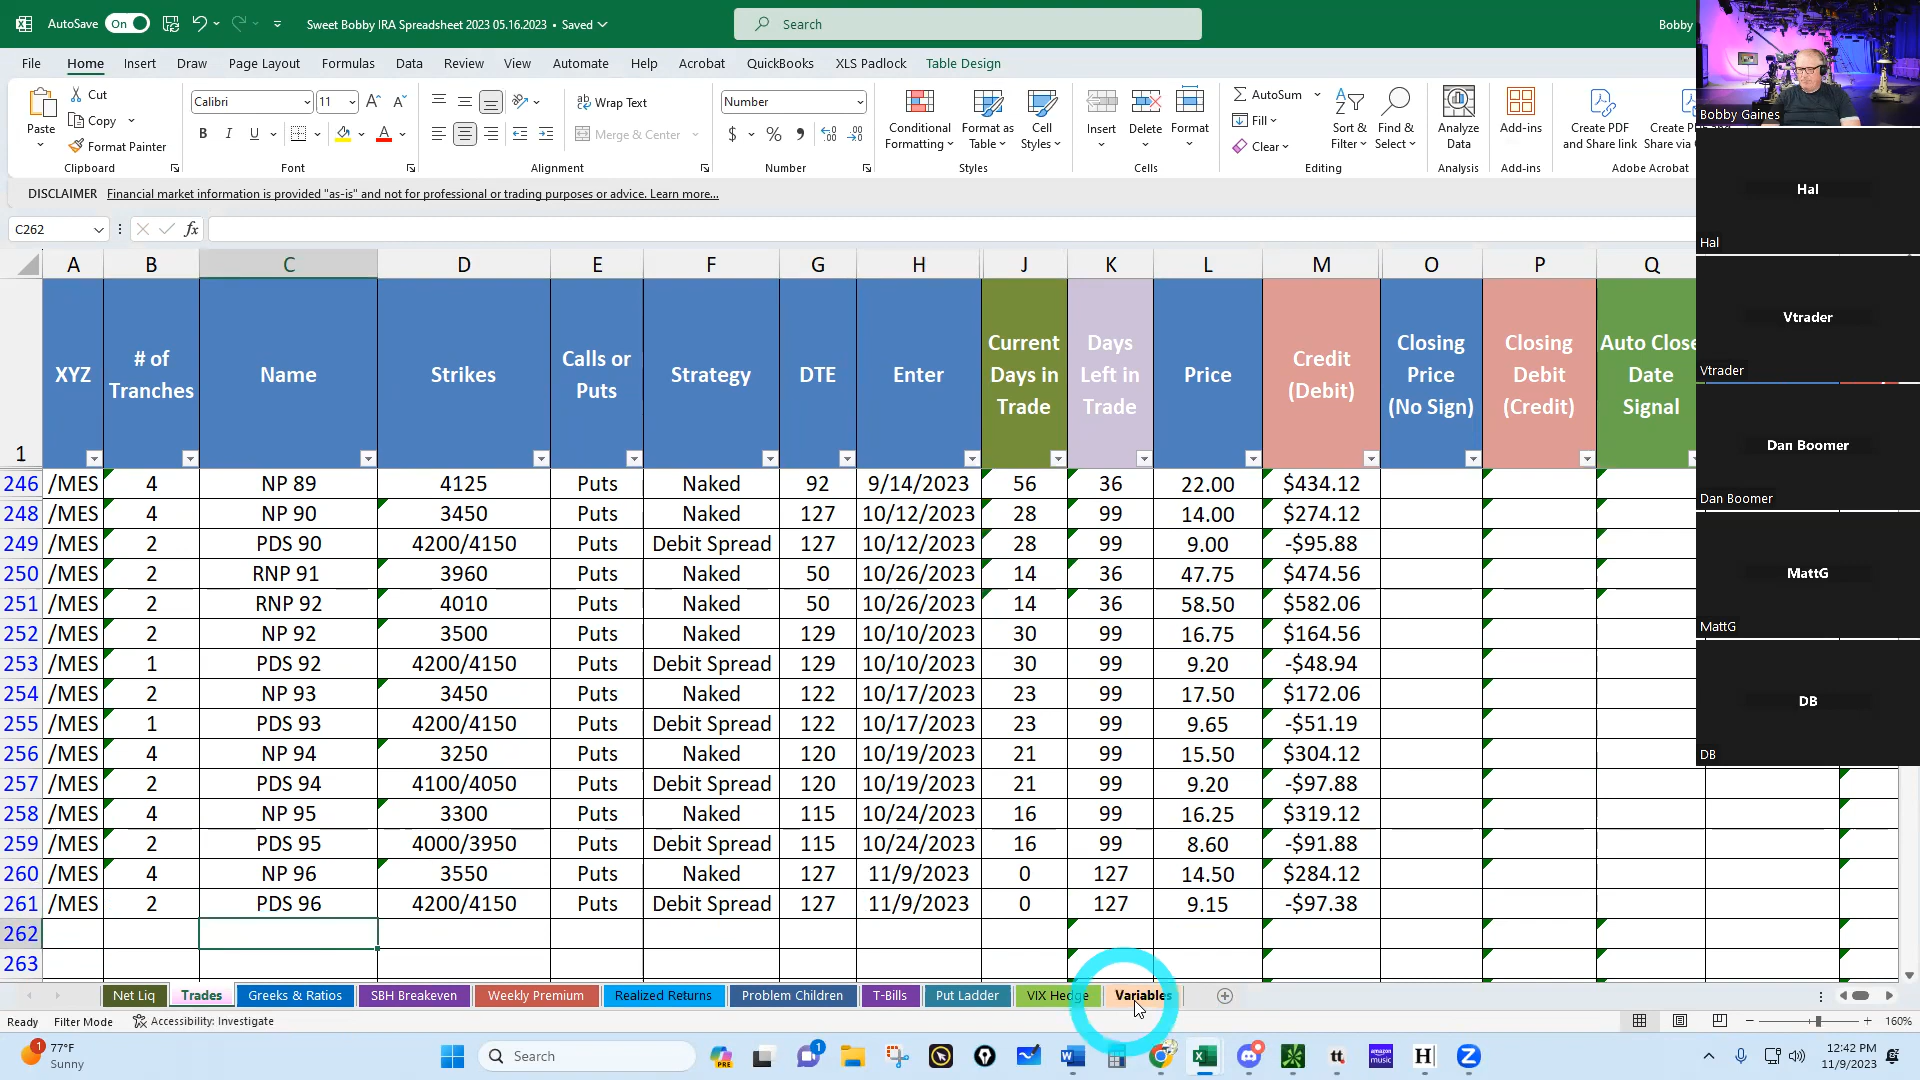 AutoSave On Sweet Bobby IRA Spreadsheet 2023 05.16.2023 • Saved Search Bobby
File Home Insert Draw Page Layout Formulas Data Review View Automate Help Acrobat QuickBooks XLS Padlock Table Design
Paste Cut Copy Format Painter Clipboard
Calibri 11 B I U Font
Wrap Text Merge & Center Alignment
Number $ % Number
Conditional Formatting Format as Table Cell Styles Styles
Insert Delete Format Cells
AutoSum Fill Clear Sort & Filter Find & Select Editing
Analyze Data Analysis
Add-ins Add-ins
Create PDF and Share link Create Share via Adobe Acrobat
DISCLAIMER Financial market information is provided "as-is" and not for professional or trading purposes or advice. Learn more...
C262 fx
A B C D E F G H J K L M O P Q
1 XYZ # of Tranches Name Strikes Calls or Puts Strategy DTE Enter Current Days in Trade Days Left in Trade Price Credit (Debit) Closing Price (No Sign) Closing Debit (Credit) Auto Close Date Signal
246 /MES 4 NP 89 4125 Puts Naked 92 9/14/2023 56 36 22.00 $434.12
248 /MES 4 NP 90 3450 Puts Naked 127 10/12/2023 28 99 14.00 $274.12
249 /MES 2 PDS 90 4200/4150 Puts Debit Spread 127 10/12/2023 28 99 9.00 -$95.88
250 /MES 2 RNP 91 3960 Puts Naked 50 10/26/2023 14 36 47.75 $474.56
251 /MES 2 RNP 92 4010 Puts Naked 50 10/26/2023 14 36 58.50 $582.06
252 /MES 2 NP 92 3500 Puts Naked 129 10/10/2023 30 99 16.75 $164.56
253 /MES 1 PDS 92 4200/4150 Puts Debit Spread 129 10/10/2023 30 99 9.20 -$48.94
254 /MES 2 NP 93 3450 Puts Naked 122 10/17/2023 23 99 17.50 $172.06
255 /MES 1 PDS 93 4200/4150 Puts Debit Spread 122 10/17/2023 23 99 9.65 -$51.19
256 /MES 4 NP 94 3250 Puts Naked 120 10/19/2023 21 99 15.50 $304.12
257 /MES 2 PDS 94 4100/4050 Puts Debit Spread 120 10/19/2023 21 99 9.20 -$97.88
258 /MES 4 NP 95 3300 Puts Naked 115 10/24/2023 16 99 16.25 $319.12
259 /MES 2 PDS 95 4000/3950 Puts Debit Spread 115 10/24/2023 16 99 8.60 -$91.88
260 /MES 4 NP 96 3550 Puts Naked 127 11/9/2023 0 127 14.50 $284.12
261 /MES 2 PDS 96 4200/4150 Puts Debit Spread 127 11/9/2023 0 127 9.15 -$97.38
262
263
Net Liq Trades Greeks & Ratios SBH Breakeven Weekly Premium Realized Returns Problem Children T-Bills Put Ladder VIX Hedge Variables
Ready Filter Mode Accessibility: Investigate 160%
77°F Sunny Search 12:42 PM 11/9/2023
Bobby Gaines
Hal
Hal
Vtrader
Vtrader
Dan Boomer
Dan Boomer
MattG
MattG
DB
DB